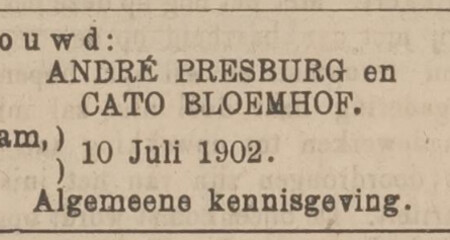 ouwd:
ANDRÉ PRESBURG en
CATO BLOEMHOF.
am, ) 10 Juli 1902.
)
Algemeene kennisgeving.